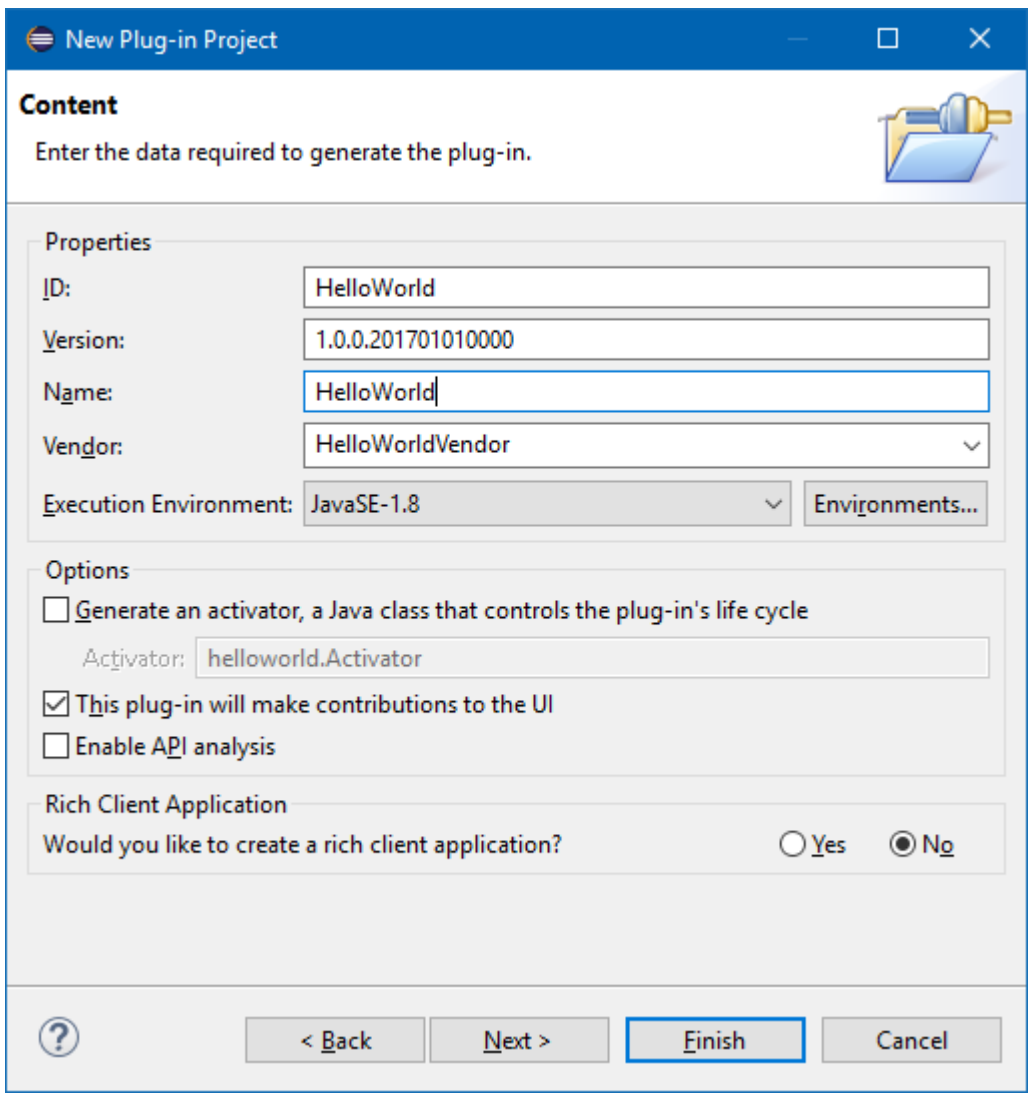 New Plug-in Project
Content
Enter the data required to generate the plug-in.
Properties
ID: HelloWorld
Version: 1.0.0.201701010000
Name: HelloWorld
Vendor: HelloWorldVendor
Execution Environment: JavaSE-1.8 Environments...
Options
Generate an activator, a Java class that controls the plug-in's life cycle
Activator: helloworld.Activator
This plug-in will make contributions to the UI
Enable API analysis
Rich Client Application
Would you like to create a rich client application? Yes No
? < Back Next > Finish Cancel